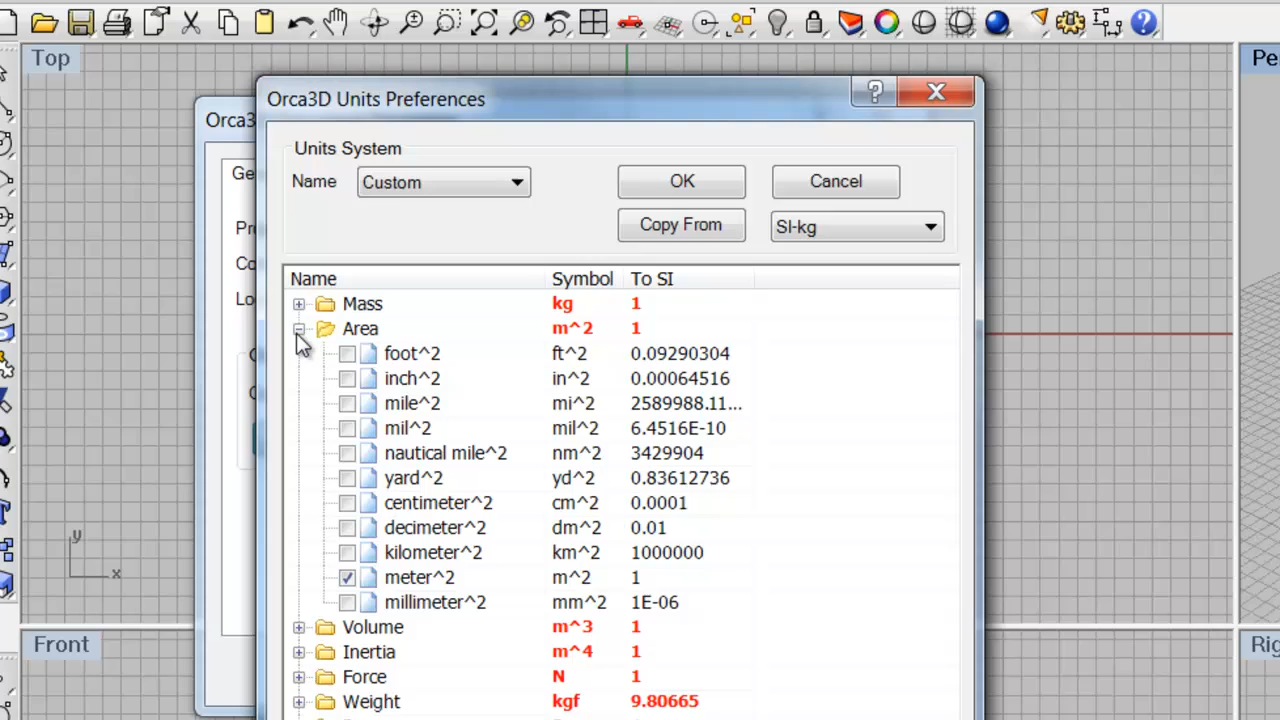 Top
Pe
Orca3D Units Preferences
Orca3
Units System
Name Custom OK Cancel
Ge
Copy From SI-kg
Pr
Co
Lo
Name Symbol To SI
Mass kg 1
Area m^2 1
foot^2 ft^2 0.09290304
inch^2 in^2 0.00064516
mile^2 mi^2 2589988.11...
mil^2 mil^2 6.4516E-10
nautical mile^2 nm^2 3429904
yard^2 yd^2 0.83612736
centimeter^2 cm^2 0.0001
decimeter^2 dm^2 0.01
y
kilometer^2 km^2 1000000
x
meter^2 m^2 1
millimeter^2 mm^2 1E-06
Volume m^3 1
Front
Rig
Inertia m^4 1
Force N 1
Weight kgf 9.80665